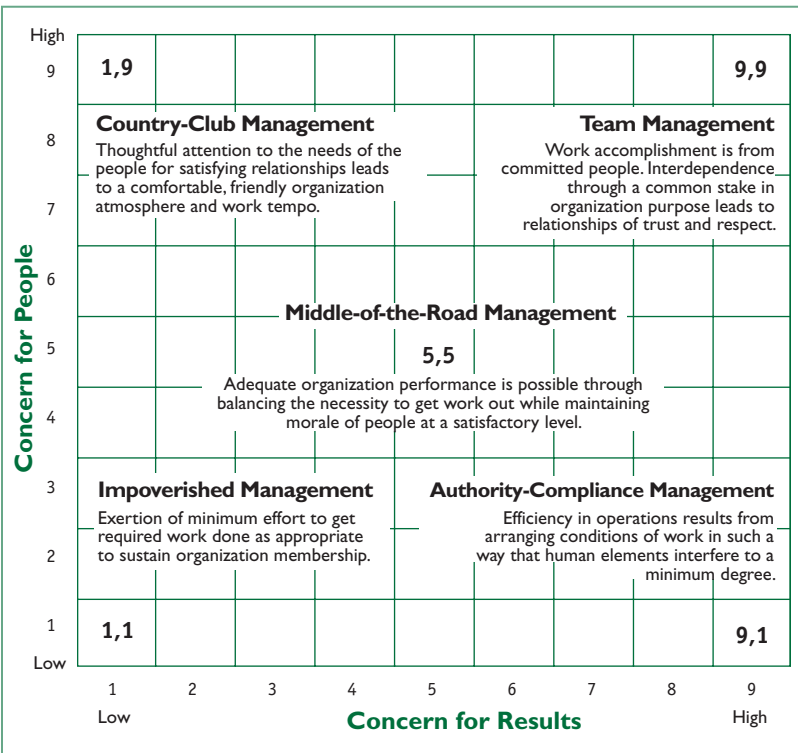 High
9
1,9
9,9
Country-Club Management
Thoughtful attention to the needs of the
people for satisfying relationships leads
to a comfortable, friendly organization
atmosphere and work tempo.
Team Management
Work accomplishment is from
committed people. Interdependence
through a common stake in
organization purpose leads to
relationships of trust and respect.
8
7
6
Concern for People
Middle-of-the-Road Management
5
5,5
Adequate organization performance is possible through
balancing the necessity to get work out while maintaining
morale of people at a satisfactory level.
4
3
Impoverished Management
Exertion of minimum effort to get
required work done as appropriate
to sustain organization membership.
Authority-Compliance Management
Efficiency in operations results from
arranging conditions of work in such a
way that human elements interfere to a
minimum degree.
2
1
1,1
9,1
Low
1 2 3 4 5 6 7 8 9
Low
Concern for Results
High